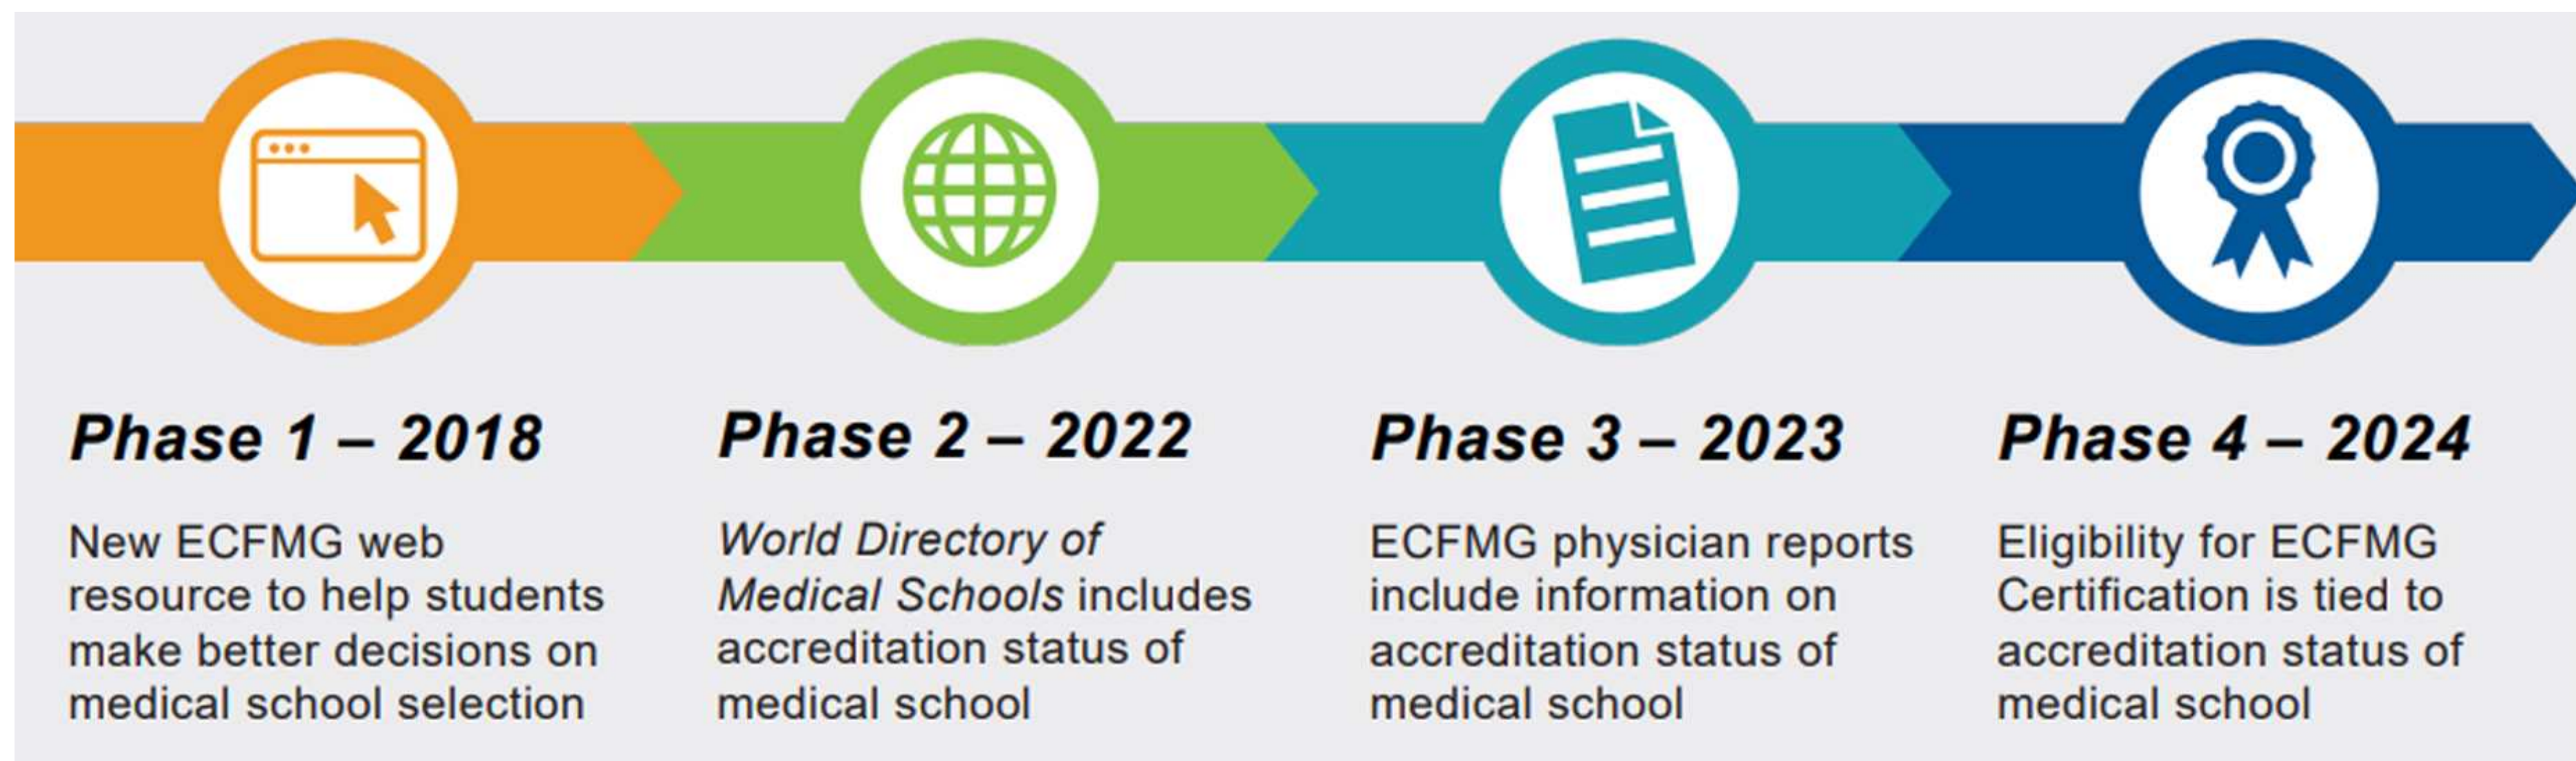 Phase 1 – 2018
New ECFMG web
resource to help students
make better decisions on
medical school selection
Phase 2 – 2022
World Directory of
Medical Schools includes
accreditation status of
medical school
Phase 3 – 2023
ECFMG physician reports
include information on
accreditation status of
medical school
Phase 4 – 2024
Eligibility for ECFMG
Certification is tied to
accreditation status of
medical school